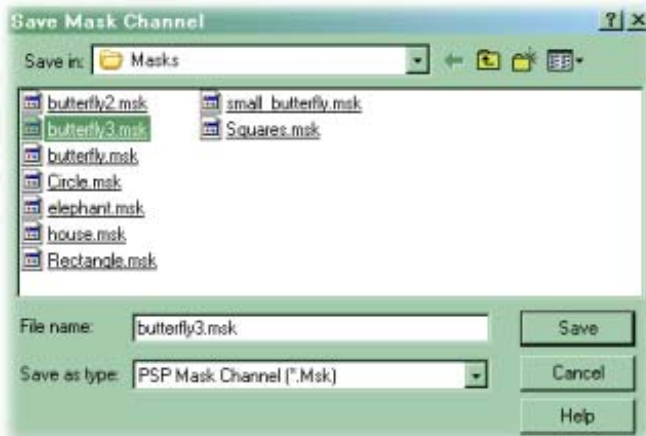 Save Mask Channel
Save in: Masks
butterfly2.msk
butterfly3.msk
butterfly.msk
Circle.msk
elephant.msk
house.msk
Rectangle.msk
small_butterfly.msk
Squares.msk
File name: butterfly3.msk
Save
Save as type: PSP Mask Channel (*.Msk)
Cancel
Help